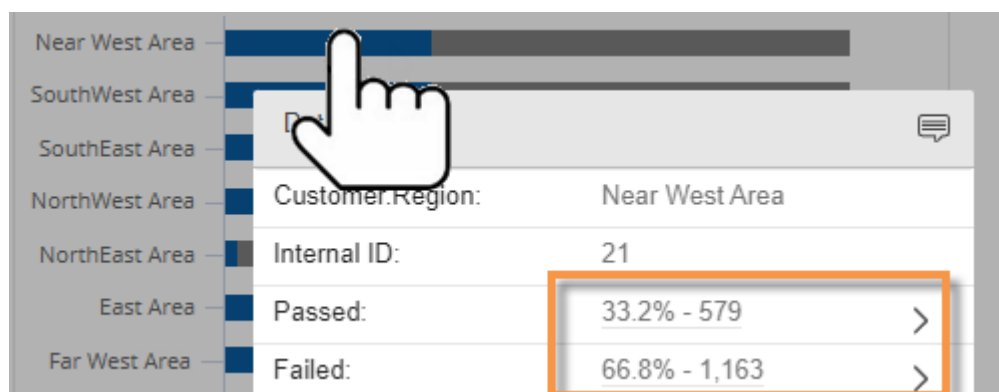 Near West Area
SouthWest Area
SouthEast Area
NorthWest Area
Customer.Region: Near West Area
NorthEast Area
Internal ID: 21
East Area
Passed: 33.2% - 579
Far West Area
Failed: 66.8% - 1,163